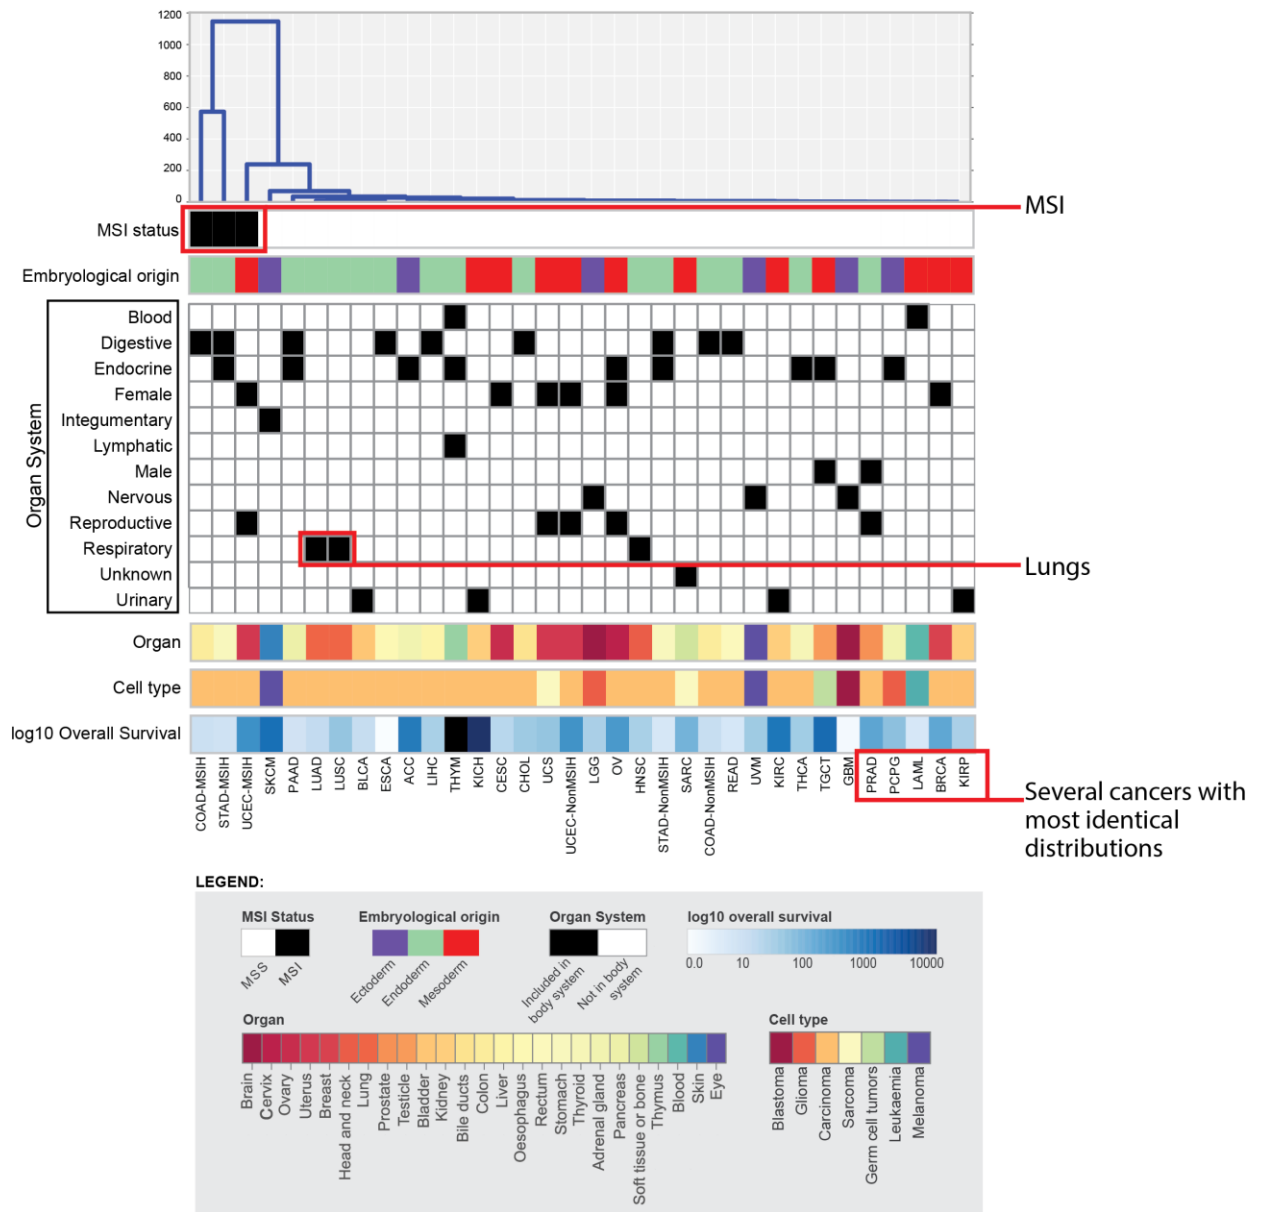 1200
1000
800
600
400
200
0
MSI status
MSI
Embryological origin
Organ System
Blood
Digestive
Endocrine
Female
Integumentary
Lymphatic
Male
Nervous
Reproductive
Respiratory
Unknown
Urinary
Lungs
Organ
Cell type
log10 Overall Survival
COAD-MSIH
STAD-MSIH
UCEC-MSIH
SKCM
PAAD
LUAD
LUSC
BLCA
ESCA
ACC
LIHC
THYM
KICH
CESC
CHOL
UCS
UCEC-NonMSIH
LGG
OV
HNSC
STAD-NonMSIH
SARC
COAD-NonMSIH
READ
UVM
KIRC
THCA
TGCT
GBM
PRAD
PCPG
LAML
BRCA
KIRP
Several cancers with
most identical
distributions
LEGEND:
MSI Status
MSS
MSI
Embryological origin
Ectoderm
Endoderm
Mesoderm
Organ System
Included in
body system
Not in body
system
log10 overall survival
0.0 10 100 1000 10000
Organ
Brain
Cervix
Ovary
Uterus
Breast
Head and neck
Lung
Prostate
Testicle
Bladder
Kidney
Bile ducts
Colon
Liver
Oesophagus
Rectum
Stomach
Thyroid
Adrenal gland
Pancreas
Soft tissue or bone
Thymus
Blood
Skin
Eye
Cell type
Blastoma
Glioma
Carcinoma
Sarcoma
Germ cell tumors
Leukaemia
Melanoma